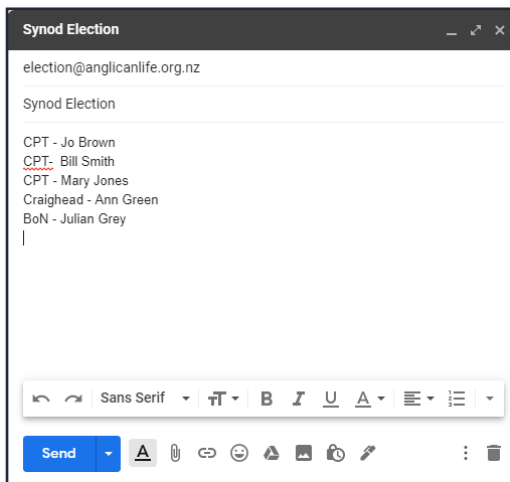 Synod Election
election@anglicanlife.org.nz
Synod Election
CPT - Jo Brown
CPT-  Bill Smith
CPT - Mary Jones
Craighead - Ann Green
BoN - Julian Grey
Sans Serif
Send